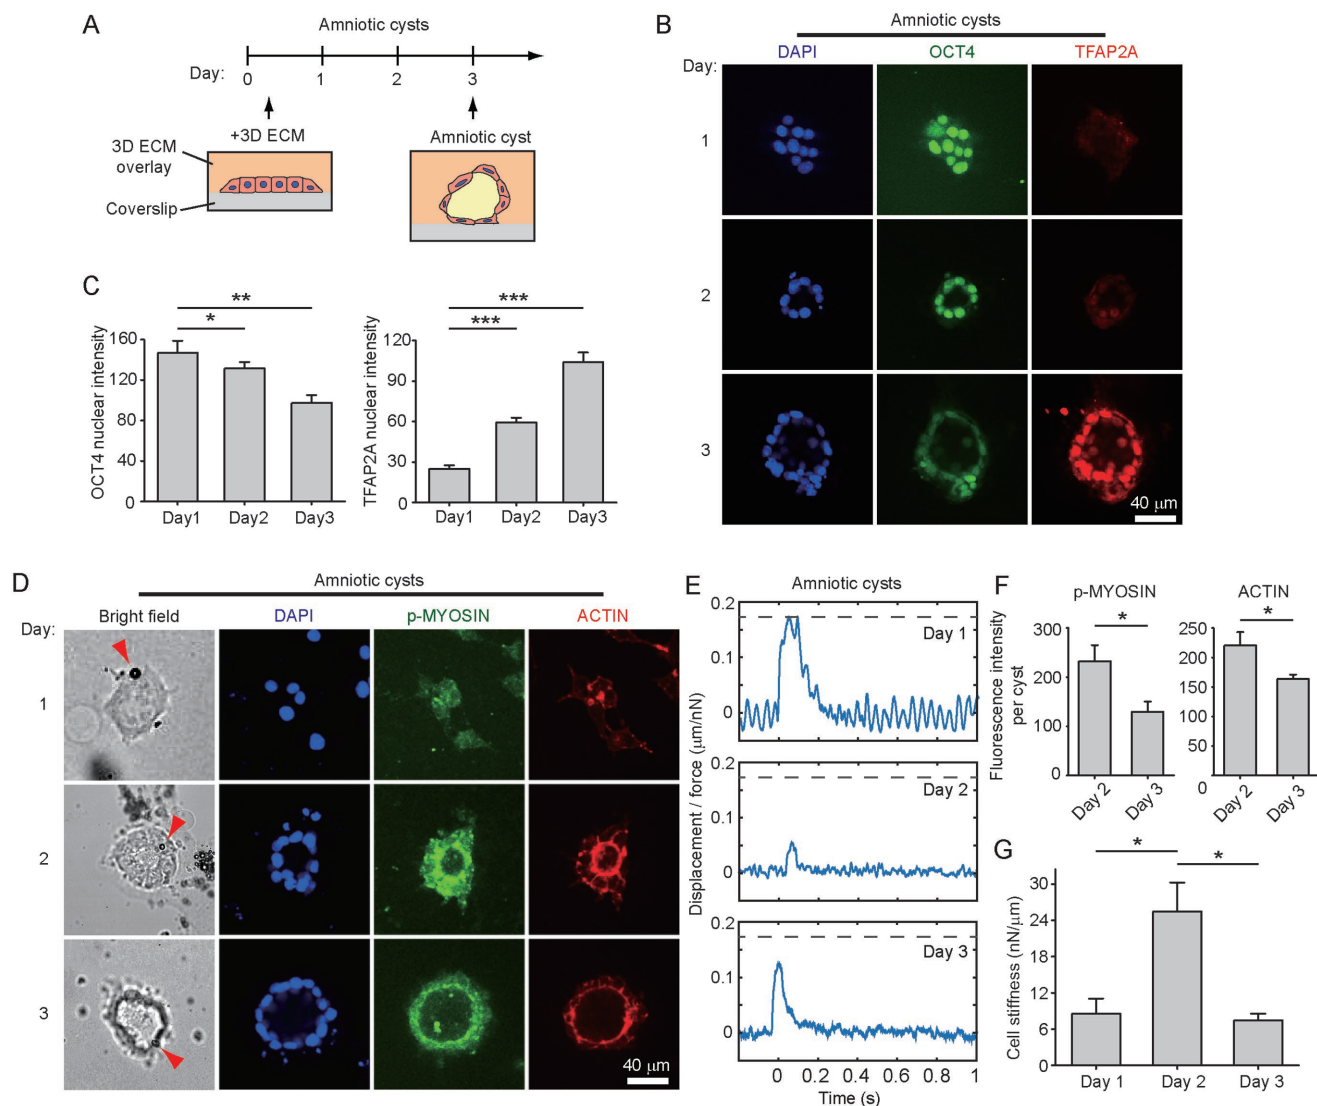 A
Amniotic cysts
Day:
0 1 2 3
+3D ECM
3D ECM
overlay
Coverslip
Amniotic cyst
B
Amniotic cysts
DAPI OCT4 TFAP2A
Day:
1
2
3
40 μm
C
** 
*
OCT4 nuclear intensity
160
120
80
40
0
Day1 Day2 Day3
***
***
TFAP2A nuclear intensity
120
90
60
30
0
Day1 Day2 Day3
D
Amniotic cysts
Bright field DAPI p-MYOSIN ACTIN
Day:
1
2
3
40 μm
E
Amniotic cysts
Displacement / force (μm/nN)
0.2
0.1
0
Day 1
0.2
0.1
0
Day 2
0.2
0.1
0
Day 3
0 0.2 0.4 0.6 0.8 1
Time (s)
F
p-MYOSIN
*
Fluorescence intensity
per cyst
300
200
100
0
Day 2 Day 3
ACTIN
*
250
200
150
100
50
0
Day 2 Day 3
G
* *
Cell stiffness (nN/μm)
30
24
12
6
0
Day 1 Day 2 Day 3